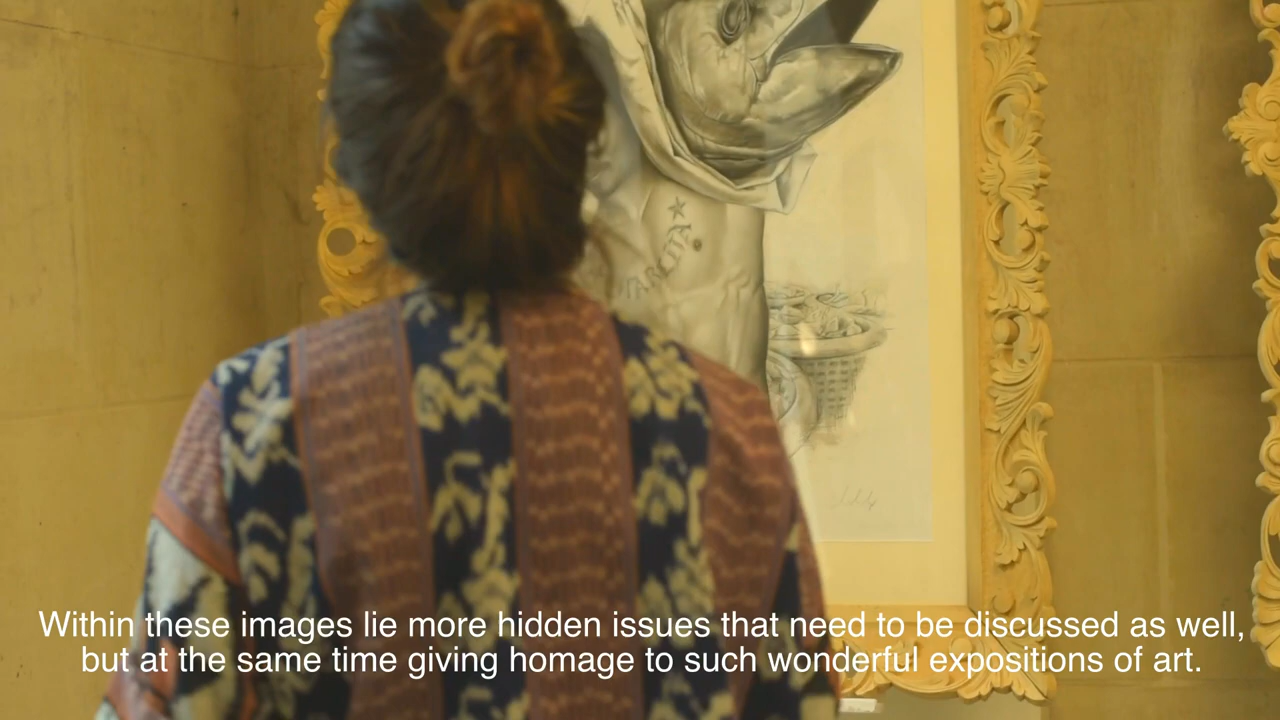 MARCITA
Within these images lie more hidden issues that need to be discussed as well,
but at the same time giving homage to such wonderful expositions of art.